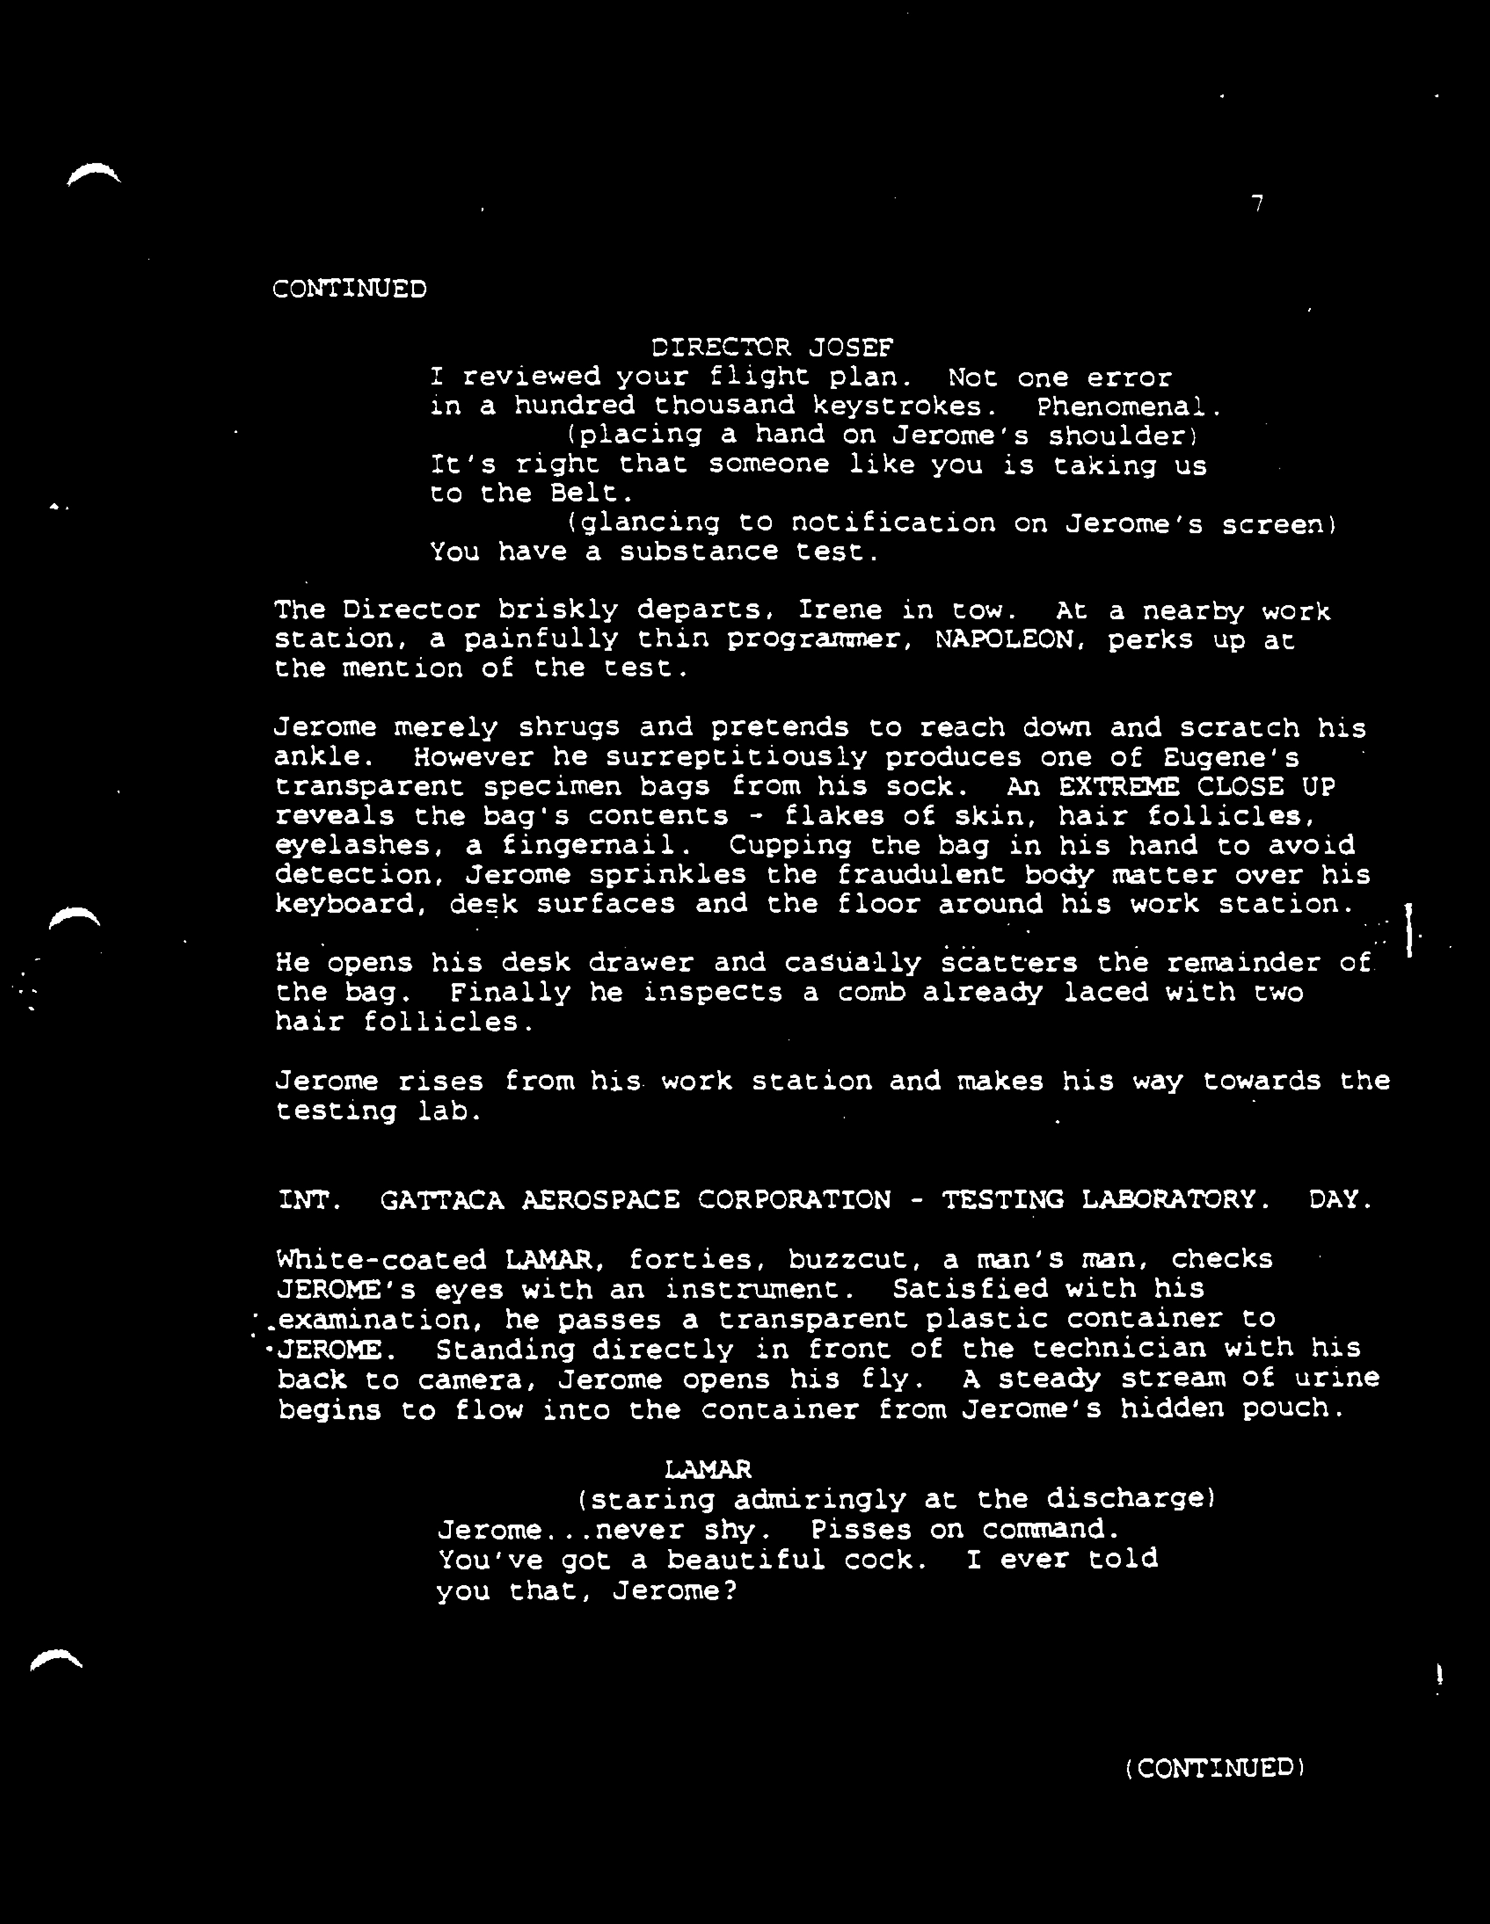 7
CONTINUED
DIRECTOR JOSEF
I reviewed your flight plan. Not one error
in a hundred thousand keystrokes. Phenomenal.
(placing a hand on Jerome's shoulder)
It's right that someone like you is taking us
to the Belt.
(glancing to notification on Jerome's screen)
You have a substance test.
The Director briskly departs, Irene in tow. At a nearby work
station, a painfully thin programmer, NAPOLEON, perks up at
the mention of the test.
Jerome merely shrugs and pretends to reach down and scratch his
ankle. However he surreptitiously produces one of Eugene's
transparent specimen bags from his sock. An EXTREME CLOSE UP
reveals the bag's contents - flakes of skin, hair follicles,
eyelashes, a fingernail. Cupping the bag in his hand to avoid
detection, Jerome sprinkles the fraudulent body matter over his
keyboard, desk surfaces and the floor around his work station.
He opens his desk drawer and casually scatters the remainder of
the bag. Finally he inspects a comb already laced with two
hair follicles.
Jerome rises from his work station and makes his way towards the
testing lab.
INT. GATTACA AEROSPACE CORPORATION - TESTING LABORATORY. DAY.
White-coated LAMAR, forties, buzzcut, a man's man, checks
JEROME's eyes with an instrument. Satisfied with his
examination, he passes a transparent plastic container to
JEROME. Standing directly in front of the technician with his
back to camera, Jerome opens his fly. A steady stream of urine
begins to flow into the container from Jerome's hidden pouch.
LAMAR
(staring admiringly at the discharge)
Jerome...never shy. Pisses on command.
You've got a beautiful cock. I ever told
you that, Jerome?
(CONTINUED)